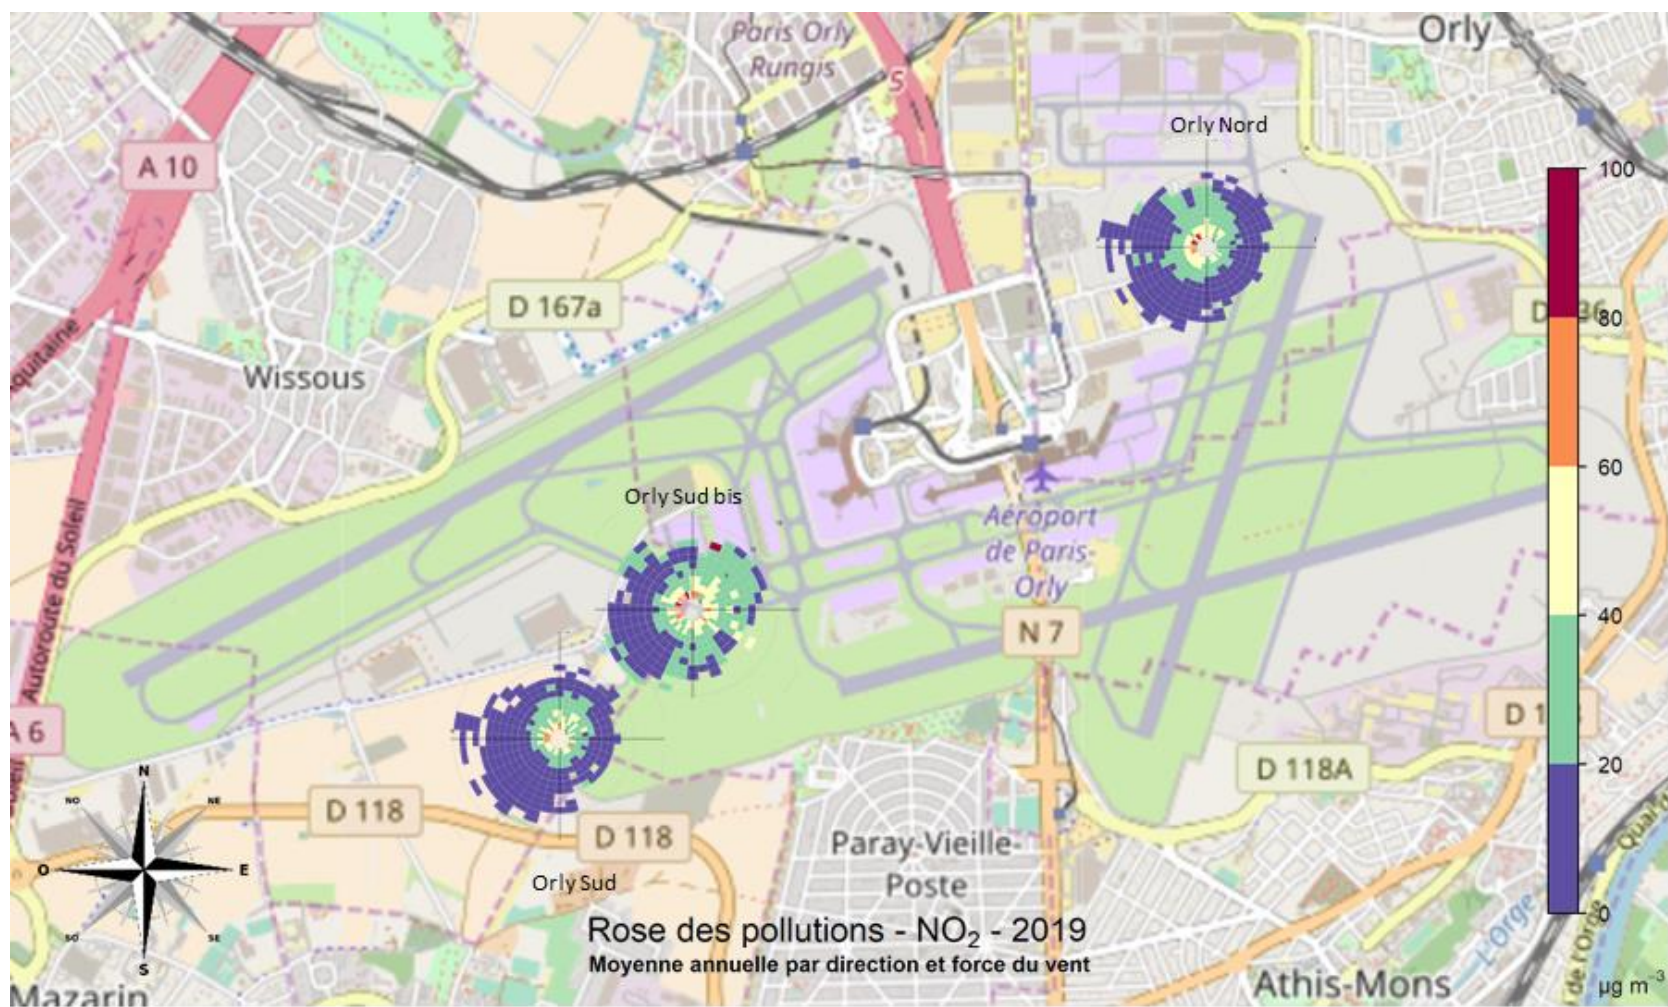 Paris Orly
Rungis
Orly
S
Orly Nord
A 10
100
D 167a
80
Aquitaine
Wissous
60
Orly Sud bis
Aéroport
de Paris-
Orly
Autoroute du Soleil
40
N 7
A 6
D 118A
20
N
NO
NE
D 118
D 118
O
E
Paray-Vieille-
Poste
Orly Sud
SO
SE
S
Rose des pollutions - NO₂ - 2019
Moyenne annuelle par direction et force du vent
0
L'Orge
de l'Orge
Athis-Mons
µg m⁻³
Mazarin